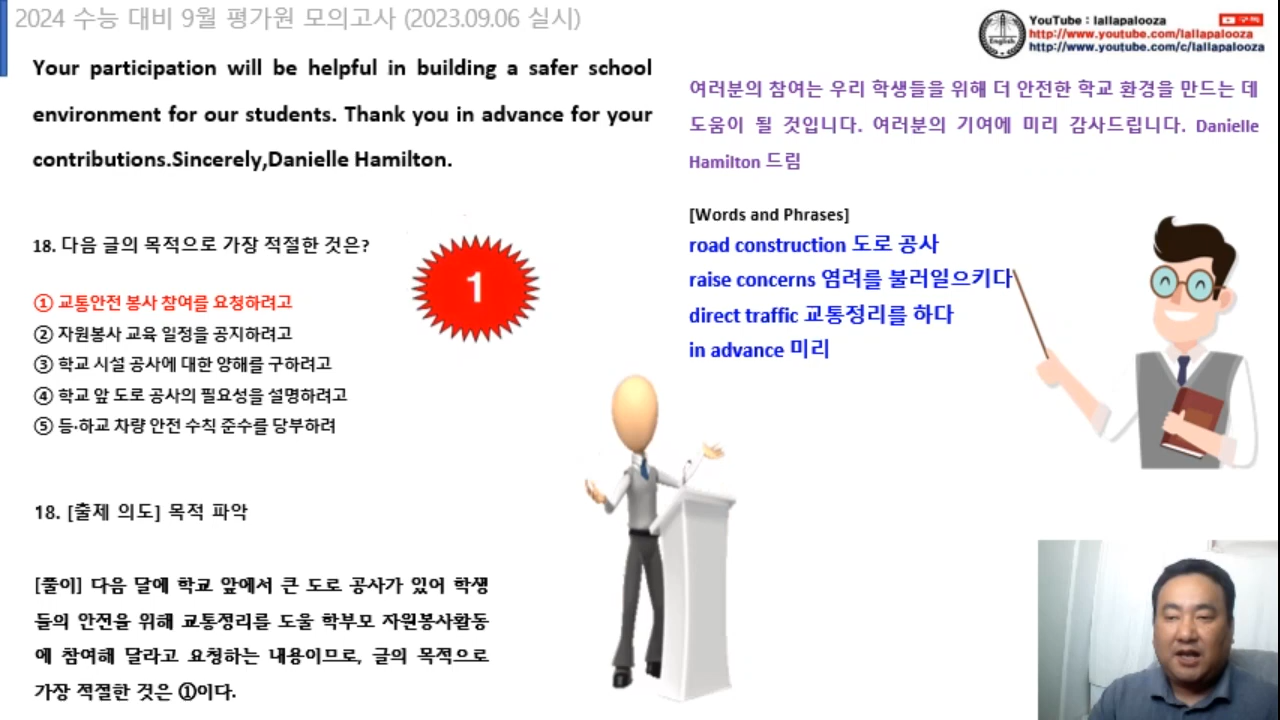 2024 수능 대비 9월 평가원 모의고사 (2023.09.06 실시)
Your participation will be helpful in building a safer school
environment for our students. Thank you in advance for your
contributions.Sincerely,Danielle Hamilton.
18. 다음 글의 목적으로 가장 적절한 것은?
① 교통안전 봉사 참여를 요청하려고
② 자원봉사 교육 일정을 공지하려고
③ 학교 시설 공사에 대한 양해를 구하려고
④ 학교 앞 도로 공사의 필요성을 설명하려고
⑤ 등·하교 차량 안전 수칙 준수를 당부하려
1
18. [출제 의도] 목적 파악
[풀이] 다음 달에 학교 앞에서 큰 도로 공사가 있어 학생
들의 안전을 위해 교통정리를 도울 학부모 자원봉사활동
에 참여해 달라고 요청하는 내용이므로, 글의 목적으로
가장 적절한 것은 ①이다.
English
YouTube : lallapalooza
구독
http://www.youtube.com/lallapalooza
http://www.youtube.com/c/lallapalooza
여러분의 참여는 우리 학생들을 위해 더 안전한 학교 환경을 만드는 데
도움이 될 것입니다. 여러분의 기여에 미리 감사드립니다. Danielle
Hamilton 드림
[Words and Phrases]
road construction 도로 공사
raise concerns 염려를 불러일으키다
direct traffic 교통정리를 하다
in advance 미리